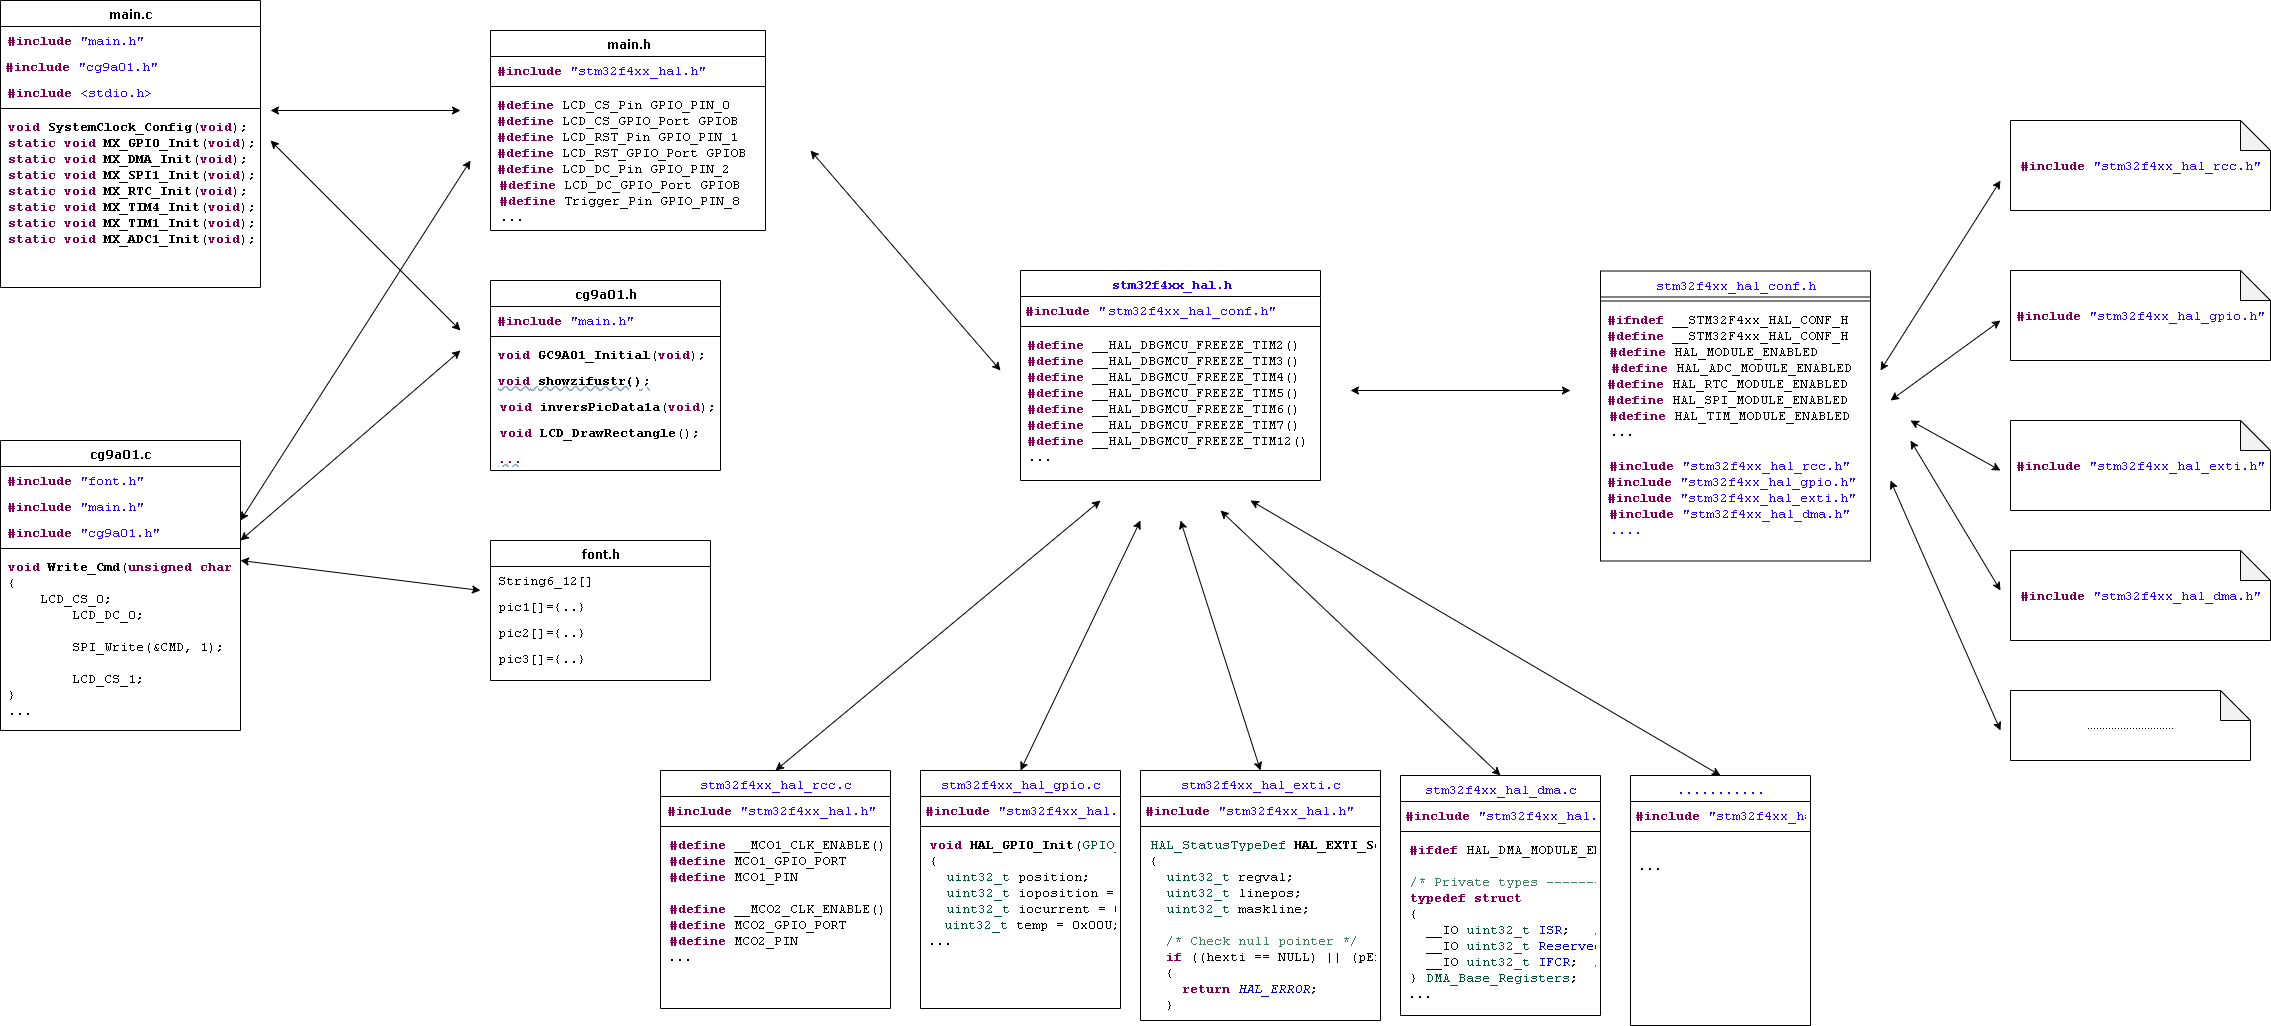 main.c
#include "main.h"
#include "cg9a01.h"
#include <stdio.h>
void SystemClock_Config(void);
static void MX_GPIO_Init(void);
static void MX_DMA_Init(void);
static void MX_SPI1_Init(void);
static void MX_RTC_Init(void);
static void MX_TIM4_Init(void);
static void MX_TIM1_Init(void);
static void MX_ADC1_Init(void);
cg9a01.c
#include "font.h"
#include "main.h"
#include "cg9a01.h"
void Write_Cmd(unsigned char
{
LCD_CS_0;
LCD_DC_0;
SPI_Write(&CMD, 1);
LCD_CS_1;
}
...
main.h
#include "stm32f4xx_hal.h"
#define LCD_CS_Pin GPIO_PIN_0
#define LCD_CS_GPIO_Port GPIOB
#define LCD_RST_Pin GPIO_PIN_1
#define LCD_RST_GPIO_Port GPIOB
#define LCD_DC_Pin GPIO_PIN_2
#define LCD_DC_GPIO_Port GPIOB
#define Trigger_Pin GPIO_PIN_8
...
cg9a01.h
#include "main.h"
void GC9A01_Initial(void);
void showzifustr();
void inversPicData1a(void);
void LCD_DrawRectangle();
...
font.h
String6_12[]
pic1[]={..}
pic2[]={..}
pic3[]={..}
stm32f4xx_hal.h
#include "stm32f4xx_hal_conf.h"
#define __HAL_DBGMCU_FREEZE_TIM2()
#define __HAL_DBGMCU_FREEZE_TIM3()
#define __HAL_DBGMCU_FREEZE_TIM4()
#define __HAL_DBGMCU_FREEZE_TIM5()
#define __HAL_DBGMCU_FREEZE_TIM6()
#define __HAL_DBGMCU_FREEZE_TIM7()
#define __HAL_DBGMCU_FREEZE_TIM12()
...
stm32f4xx_hal_conf.h
#ifndef __STM32F4xx_HAL_CONF_H
#define __STM32F4xx_HAL_CONF_H
#define HAL_MODULE_ENABLED
#define HAL_ADC_MODULE_ENABLED
#define HAL_RTC_MODULE_ENABLED
#define HAL_SPI_MODULE_ENABLED
#define HAL_TIM_MODULE_ENABLED
...
#include "stm32f4xx_hal_rcc.h"
#include "stm32f4xx_hal_gpio.h"
#include "stm32f4xx_hal_exti.h"
#include "stm32f4xx_hal_dma.h"
....
#include "stm32f4xx_hal_rcc.h"
#include "stm32f4xx_hal_gpio.h"
#include "stm32f4xx_hal_exti.h"
#include "stm32f4xx_hal_dma.h"
.............................
stm32f4xx_hal_rcc.c
#include "stm32f4xx_hal.h"
#define __MCO1_CLK_ENABLE()
#define MCO1_GPIO_PORT
#define MCO1_PIN
#define __MCO2_CLK_ENABLE()
#define MCO2_GPIO_PORT
#define MCO2_PIN
...
stm32f4xx_hal_gpio.c
#include "stm32f4xx_hal.
void HAL_GPIO_Init(GPIO_
{
uint32_t position;
uint32_t ioposition =
uint32_t iocurrent =
uint32_t temp = 0x00U;
...
stm32f4xx_hal_exti.c
#include "stm32f4xx_hal.h"
HAL_StatusTypeDef HAL_EXTI_S
{
uint32_t regval;
uint32_t linepos;
uint32_t maskline;
/* Check null pointer */
if ((hexti == NULL) || (pE
{
return HAL_ERROR;
}
stm32f4xx_hal_dma.c
#include "stm32f4xx_hal.
#ifdef HAL_DMA_MODULE_E
/* Private types -------
typedef struct
{
__IO uint32_t ISR;
__IO uint32_t Reserve
__IO uint32_t IFCR;
} DMA_Base_Registers;
...
...........
#include "stm32f4xx_h
...